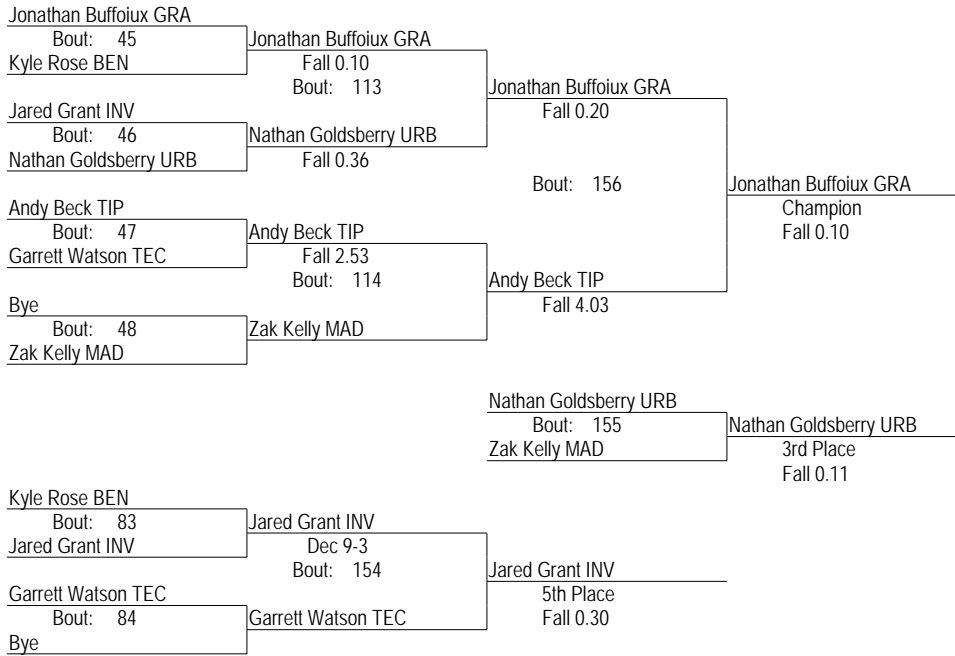 Jonathan Buffoiux GRA
Bout: 45
Kyle Rose BEN
Jonathan Buffoiux GRA
Fall 0.10
Bout: 113
Jared Grant INV
Bout: 46
Nathan Goldsberry URB
Nathan Goldsberry URB
Fall 0.36
Jonathan Buffoiux GRA
Fall 0.20
Bout: 156
Andy Beck TIP
Bout: 47
Garrett Watson TEC
Andy Beck TIP
Fall 2.53
Bout: 114
Bye
Bout: 48
Zak Kelly MAD
Zak Kelly MAD
Andy Beck TIP
Fall 4.03
Jonathan Buffoiux GRA
Champion
Fall 0.10
Nathan Goldsberry URB
Bout: 155
Zak Kelly MAD
Nathan Goldsberry URB
3rd Place
Fall 0.11
Kyle Rose BEN
Bout: 83
Jared Grant INV
Jared Grant INV
Dec 9-3
Bout: 154
Garrett Watson TEC
Bout: 84
Bye
Garrett Watson TEC
Jared Grant INV
5th Place
Fall 0.30